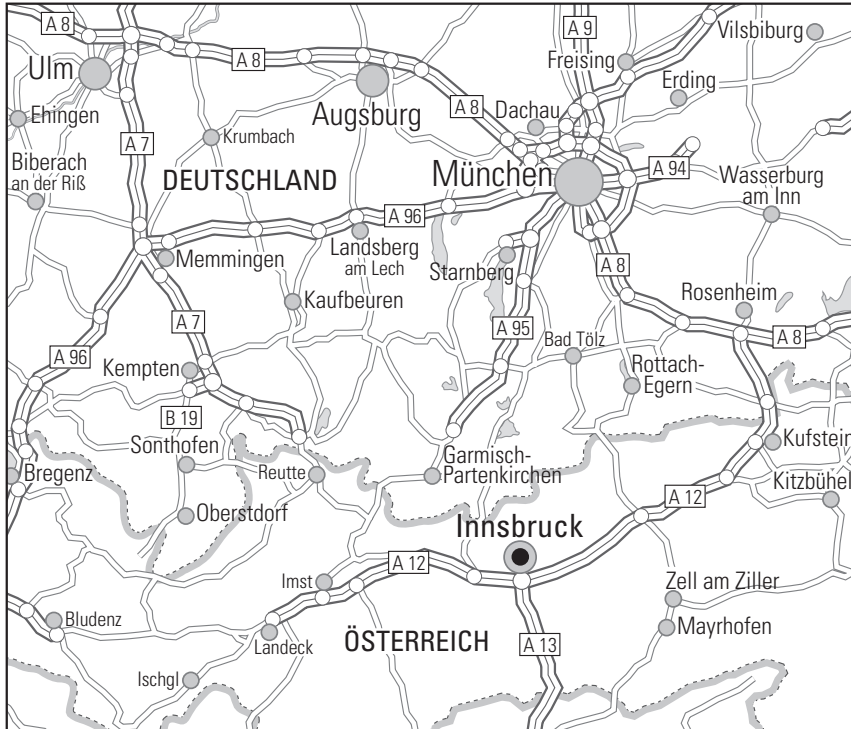 A 8
A 9
Vilsbiburg
Ulm
A 8
Freising
Augsburg
A 8
Dachau
Erding
Ehingen
A 7
Krumbach
Biberach
an der Riß
DEUTSCHLAND
München
A 94
Wasserburg
am Inn
A 96
Landsberg
am Lech
Memmingen
Starnberg
A 8
Kaufbeuren
Rosenheim
A 7
A 95
A 8
A 96
Kempten
Bad Tölz
Rottach-
Egern
B 19
Sonthofen
Kufstein
Bregenz
Reutte
Garmisch-
Partenkirchen
Kitzbühel
A 12
Oberstdorf
Innsbruck
A 12
Imst
Zell am Ziller
Bludenz
Mayrhofen
Landeck
ÖSTERREICH
A 13
Ischgl